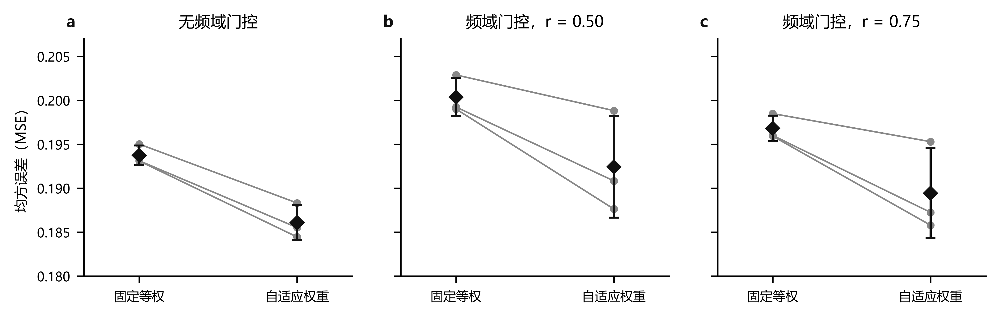 a
无频域门控
b
频域门控，r = 0.50
c
频域门控，r = 0.75
均方误差（MSE）
0.205
0.200
0.195
0.190
0.185
0.180
固定等权
自适应权重
固定等权
自适应权重
固定等权
自适应权重